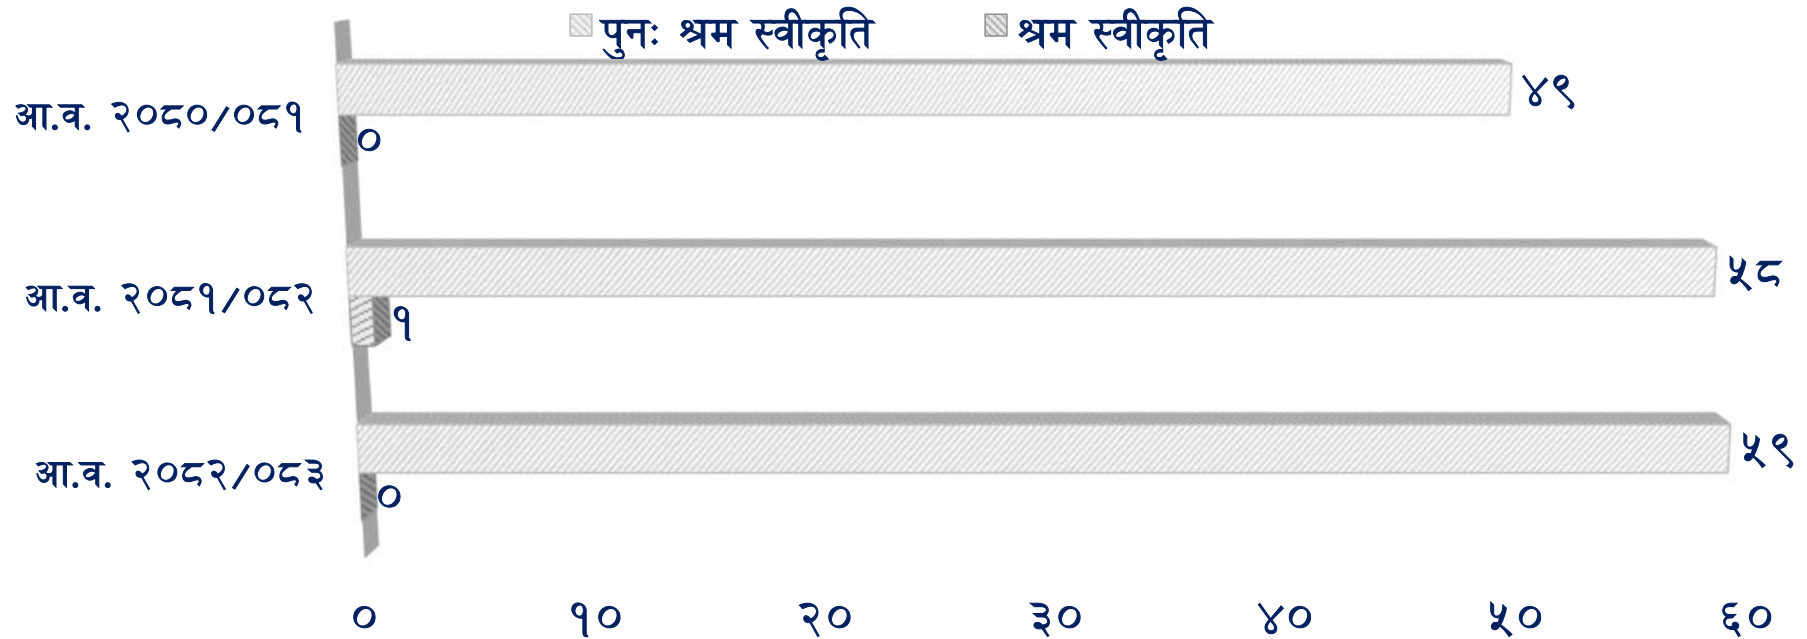 पुनः श्रम स्वीकृति श्रम स्वीकृति
आ.व. २०८०/०८१ ४९
०
आ.व. २०८१/०८२ ५८
१
आ.व. २०८२/०८३ ५९
०
० १० २० ३० ४० ५० ६०